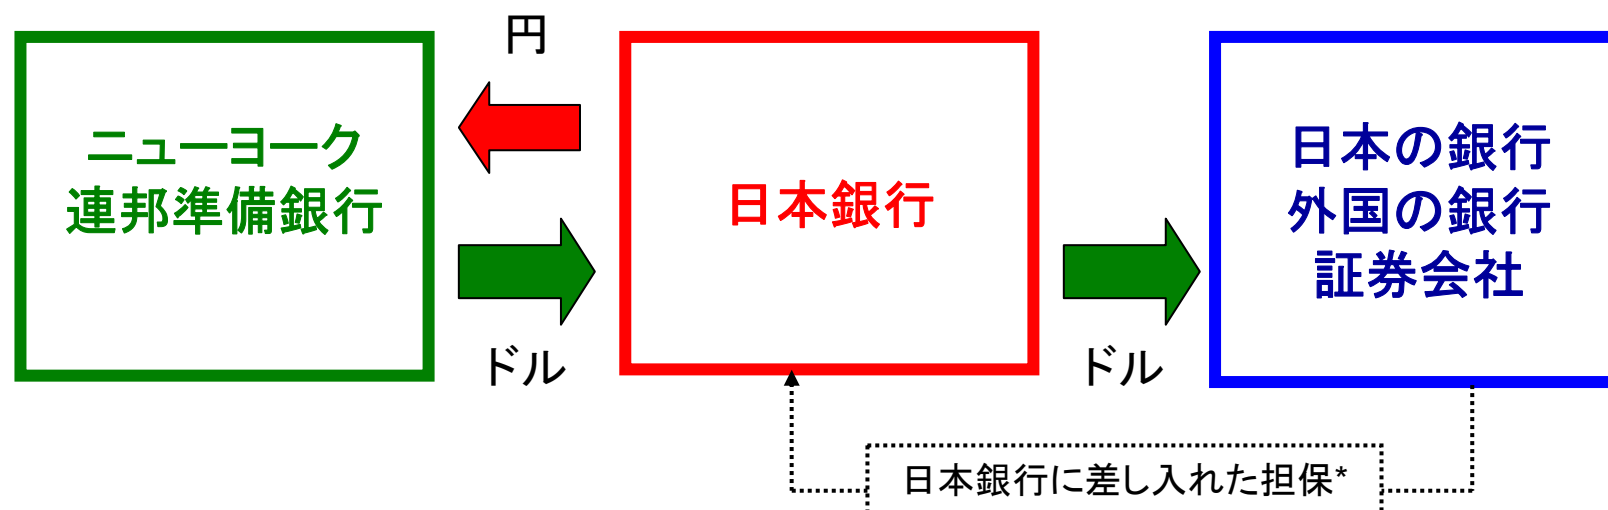 円
ニューヨーク
連邦準備銀行
日本銀行
日本の銀行
外国の銀行
証券会社
ドル
ドル
日本銀行に差し入れた担保*